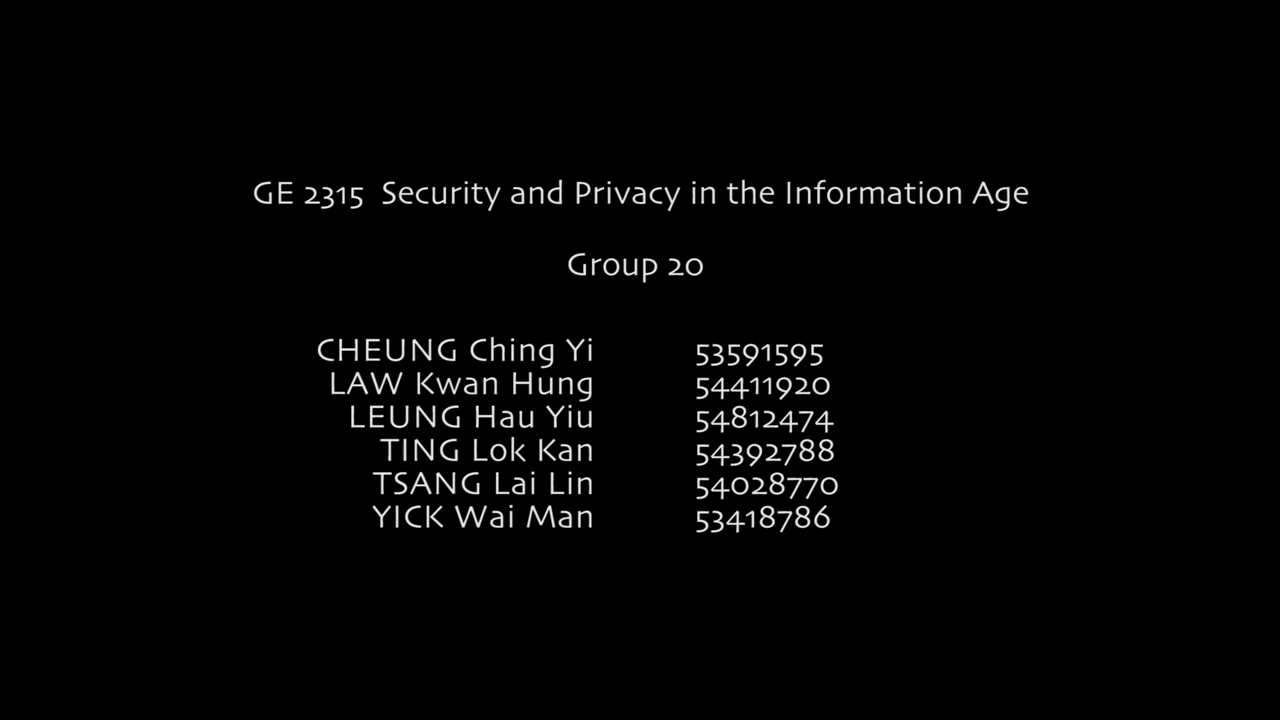 GE 2315 Security and Privacy in the Information Age
Group 20
CHEUNG Ching Yi 53591595
LAW Kwan Hung 54411920
LEUNG Hau Yiu 54812474
TING Lok Kan 54392788
TSANG Lai Lin 54028770
YICK Wai Man 53418786